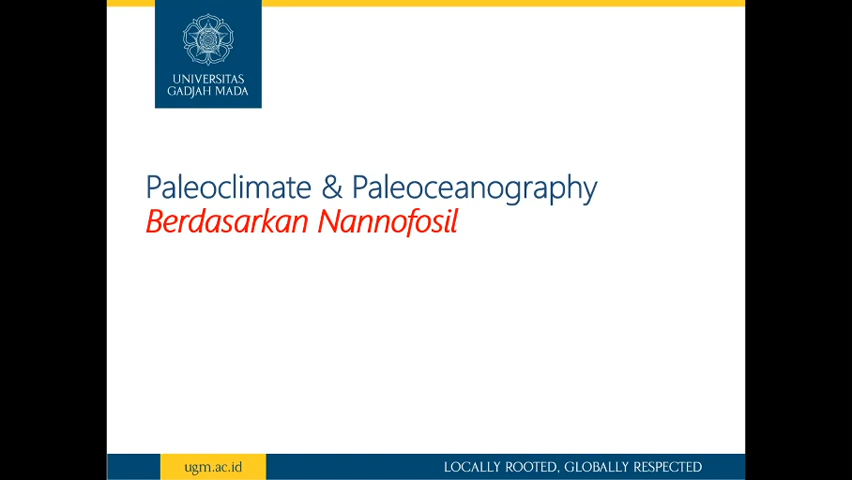 UNIVERSITAS
GADJAH MADA
Paleoclimate & Paleoceanography
Berdasarkan Nannofosil
ugm.ac.id
LOCALLY ROOTED, GLOBALLY RESPECTED